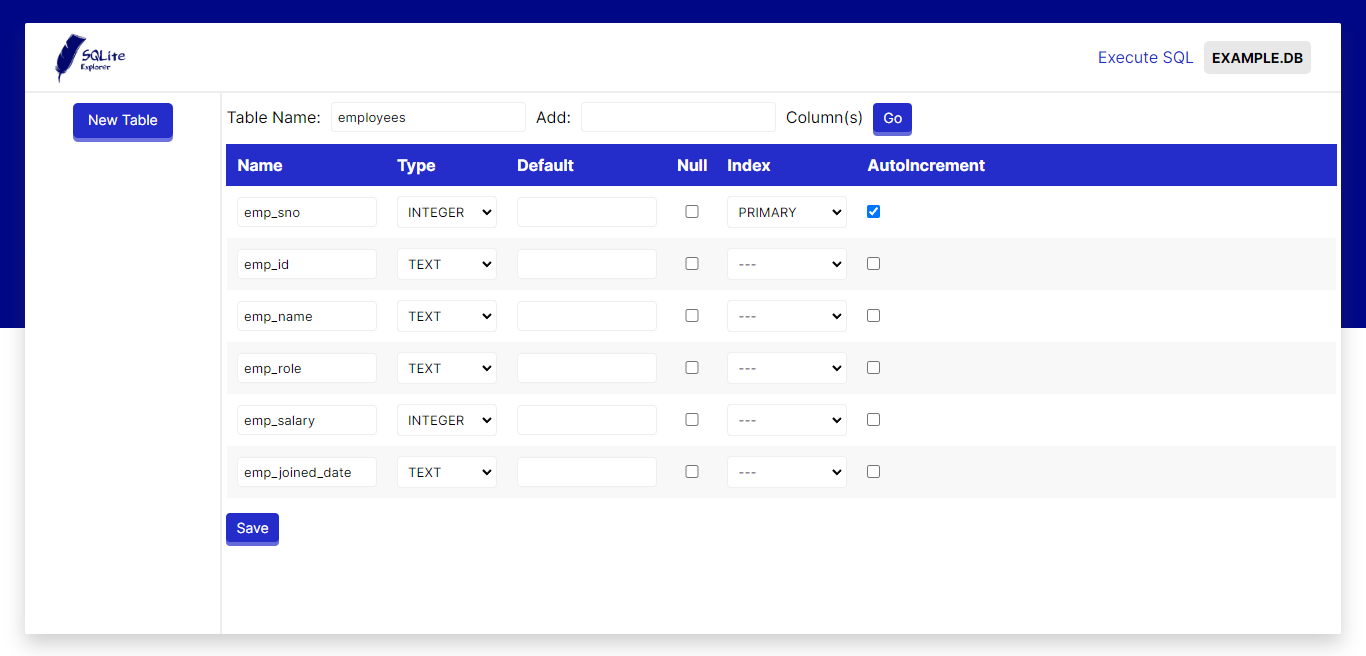 SQLite
Explorer
Execute SQL EXAMPLE.DB
New Table
Table Name: employees Add: Column(s) Go
Name Type Default Null Index AutoIncrement
emp_sno INTEGER PRIMARY
emp_id TEXT ---
emp_name TEXT ---
emp_role TEXT ---
emp_salary INTEGER ---
emp_joined_date TEXT ---
Save